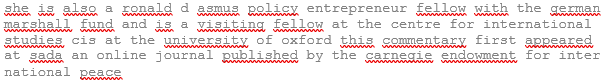 she is also a ronald d asmus policy entrepreneur fellow with the german
marshall fund and is a visiting fellow at the centre for international
studies cis at the university of oxford this commentary first appeared
at sada an online journal published by the carnegie endowment for inter
national peace